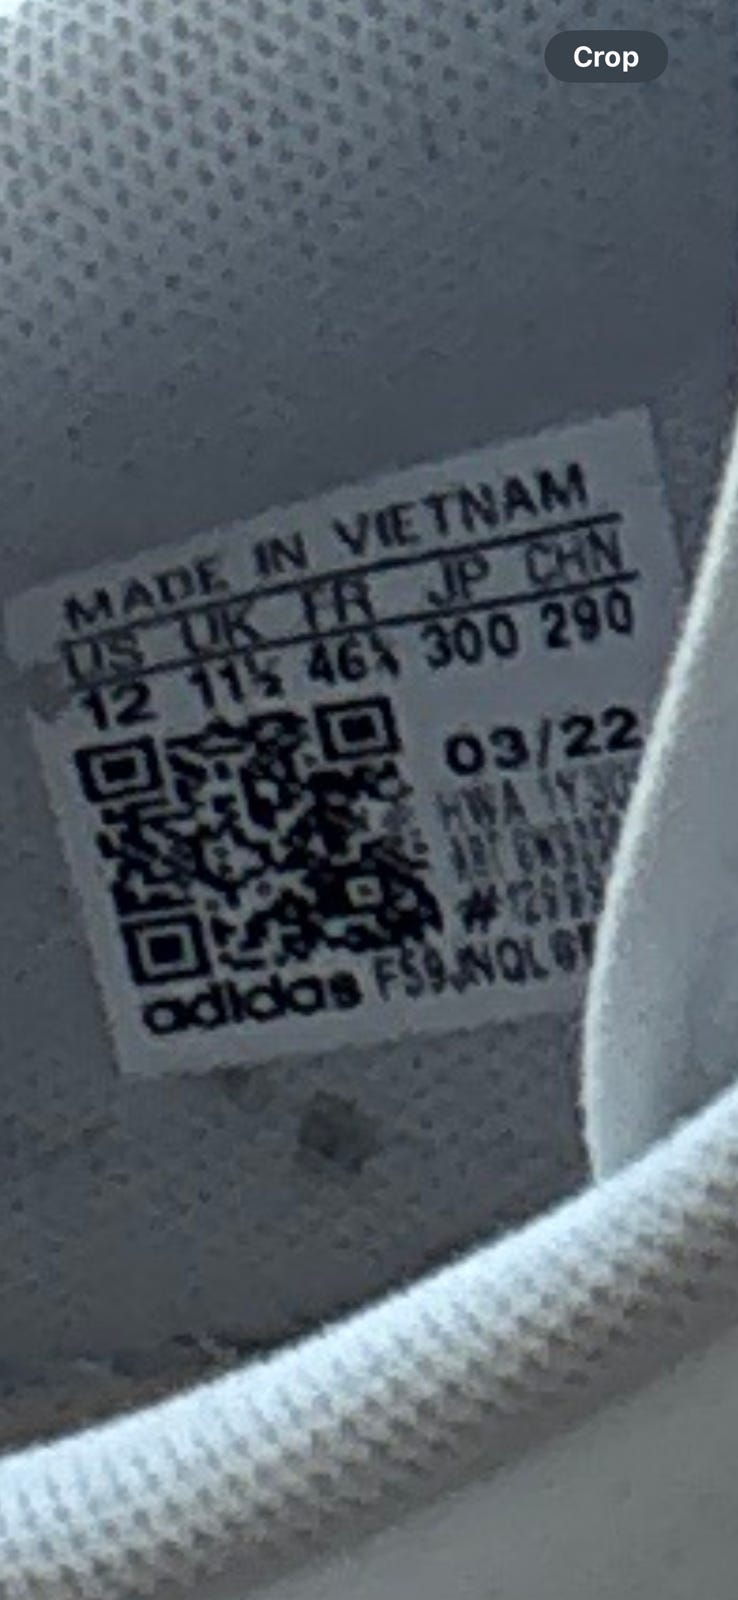 Crop
MADE IN VIETNAM
US UK FR JP CHN
12 11½ 46⅔ 300 290
03/22
HWA
adidas